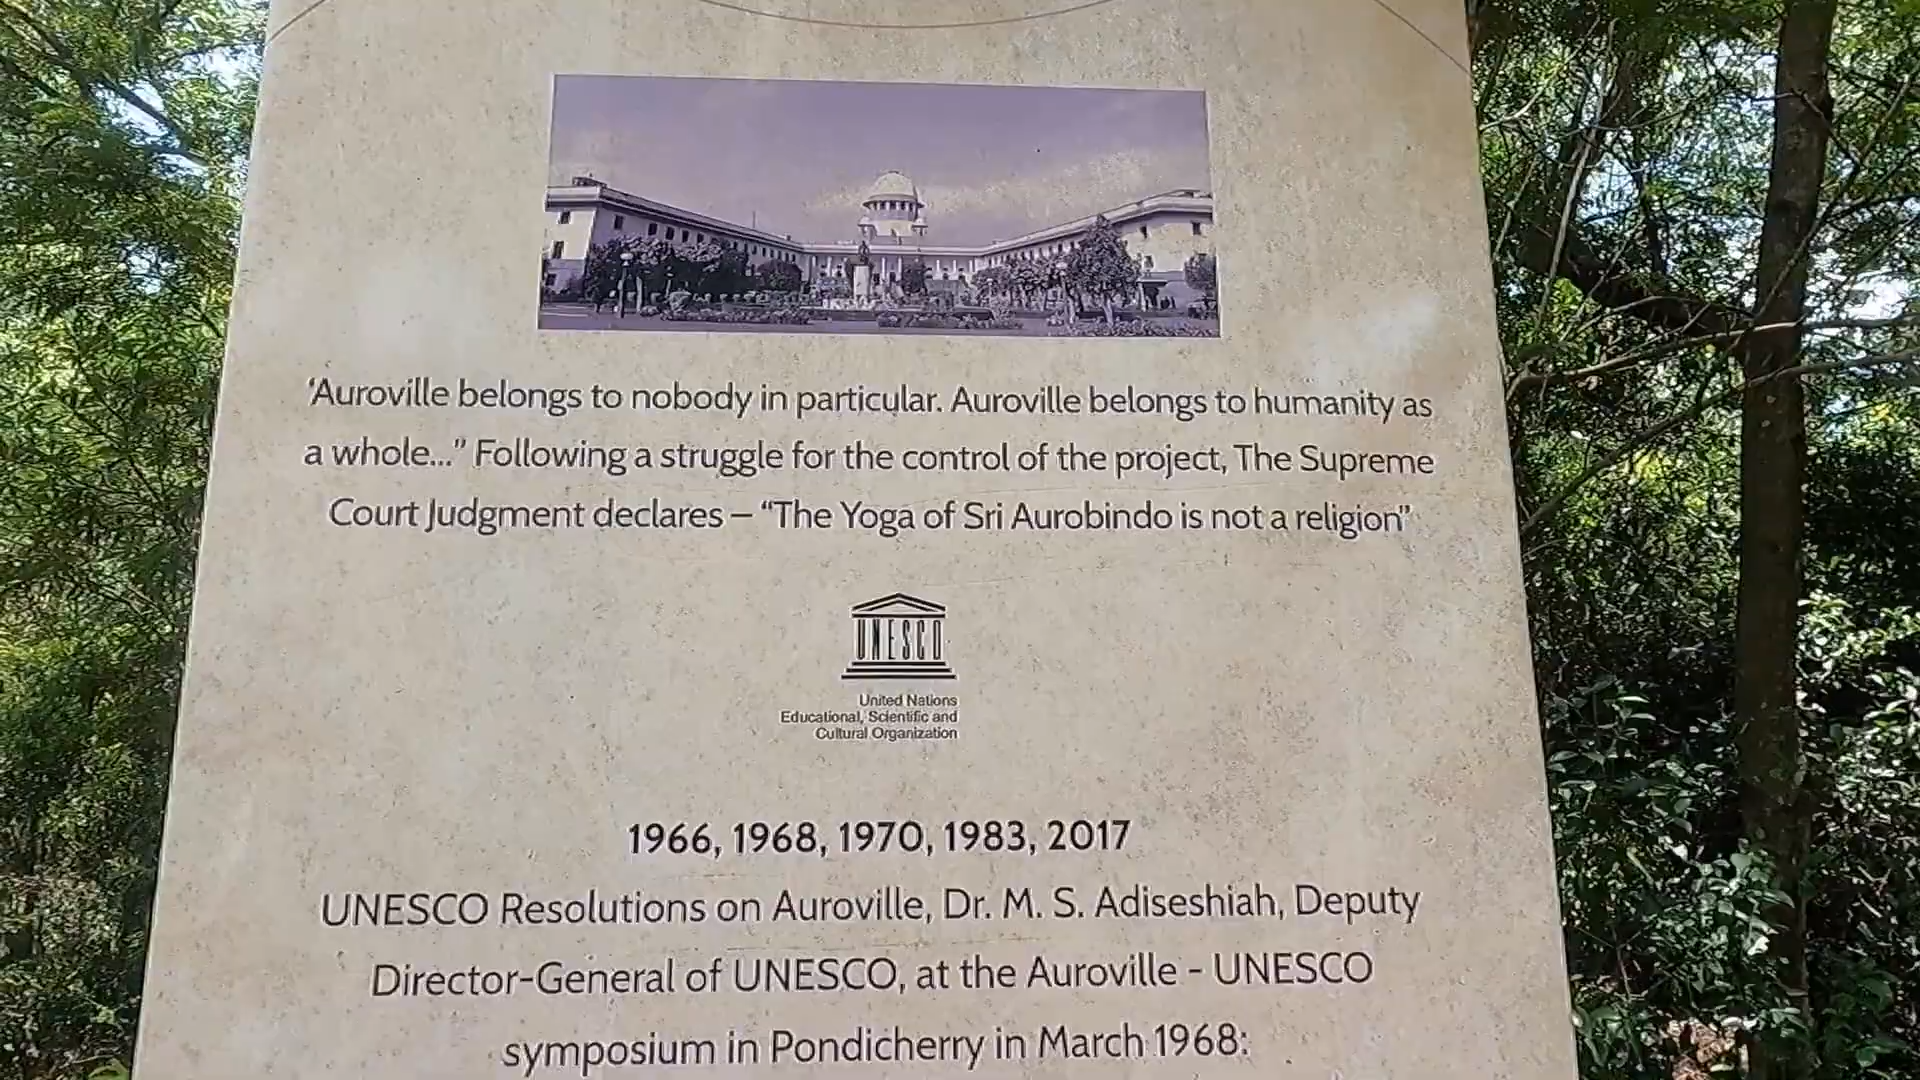 ‘Auroville belongs to nobody in particular. Auroville belongs to humanity as
a whole...” Following a struggle for the control of the project, The Supreme
Court Judgment declares – “The Yoga of Sri Aurobindo is not a religion”
UNESCO
United Nations
Educational, Scientific and
Cultural Organization
1966, 1968, 1970, 1983, 2017
UNESCO Resolutions on Auroville, Dr. M. S. Adiseshiah, Deputy
Director-General of UNESCO, at the Auroville - UNESCO
symposium in Pondicherry in March 1968: